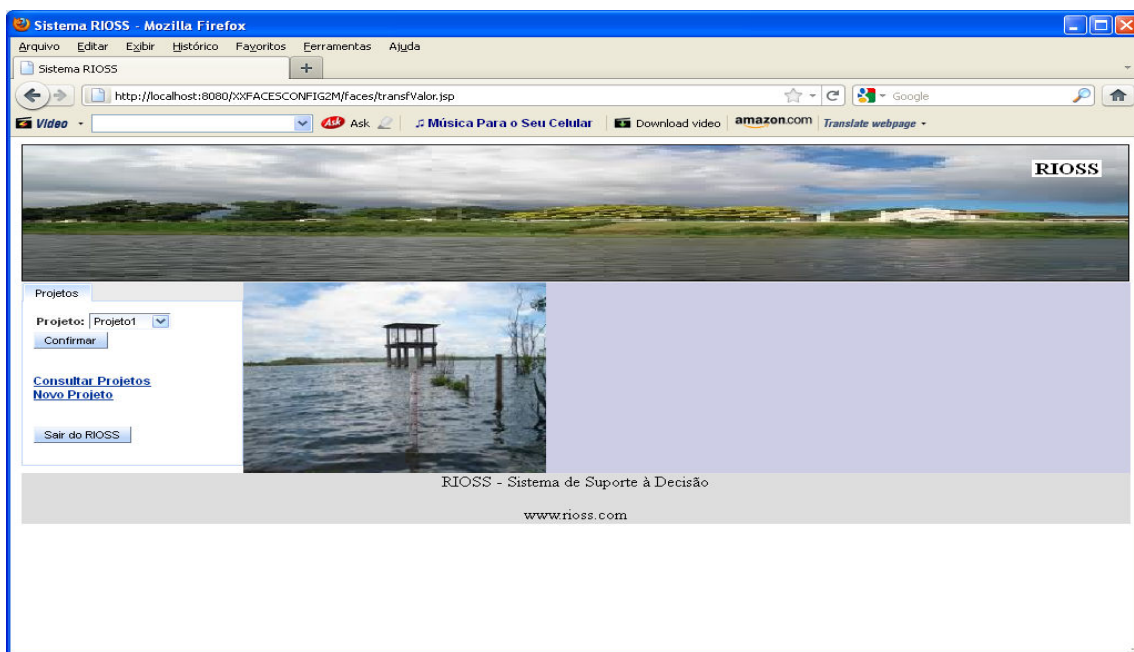 Sistema RIOSS - Mozilla Firefox
Arquivo Editar Exibir Histórico Favoritos Ferramentas Ajuda
Sistema RIOSS
http://localhost:8080/XXFACESCONFIG2M/faces/transfValor.jsp
Google
Video
Ask Ask
Música Para o Seu Celular
Download video
amazon.com
Translate webpage
RIOSS
Projetos
Projeto: Projeto1
Confirmar
Consultar Projetos
Novo Projeto
Sair do RIOSS
RIOSS - Sistema de Suporte à Decisão
www.rioss.com